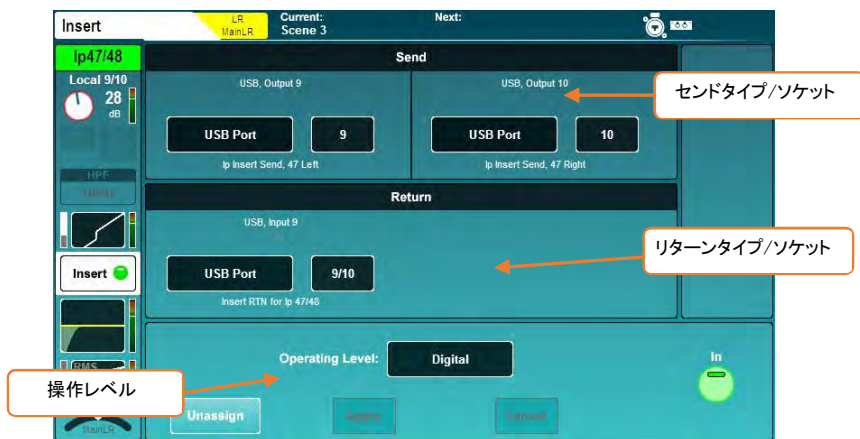 Insert
LR
MainLR
Current:
Scene 3
Next:
Ip47/48
Local 9/10
28
dB
HPF
Insert
RMS
MainLR
Send
USB, Output 9
USB Port
9
Ip Insert Send, 47 Left
USB, Output 10
USB Port
10
Ip Insert Send, 47 Right
Return
USB, Input 9
USB Port
9/10
Insert RTN for Ip 47/48
Operating Level:
Digital
In
Unassign
Apply
Cancel
センドタイプ/ソケット
リターンタイプ/ソケット
操作レベル